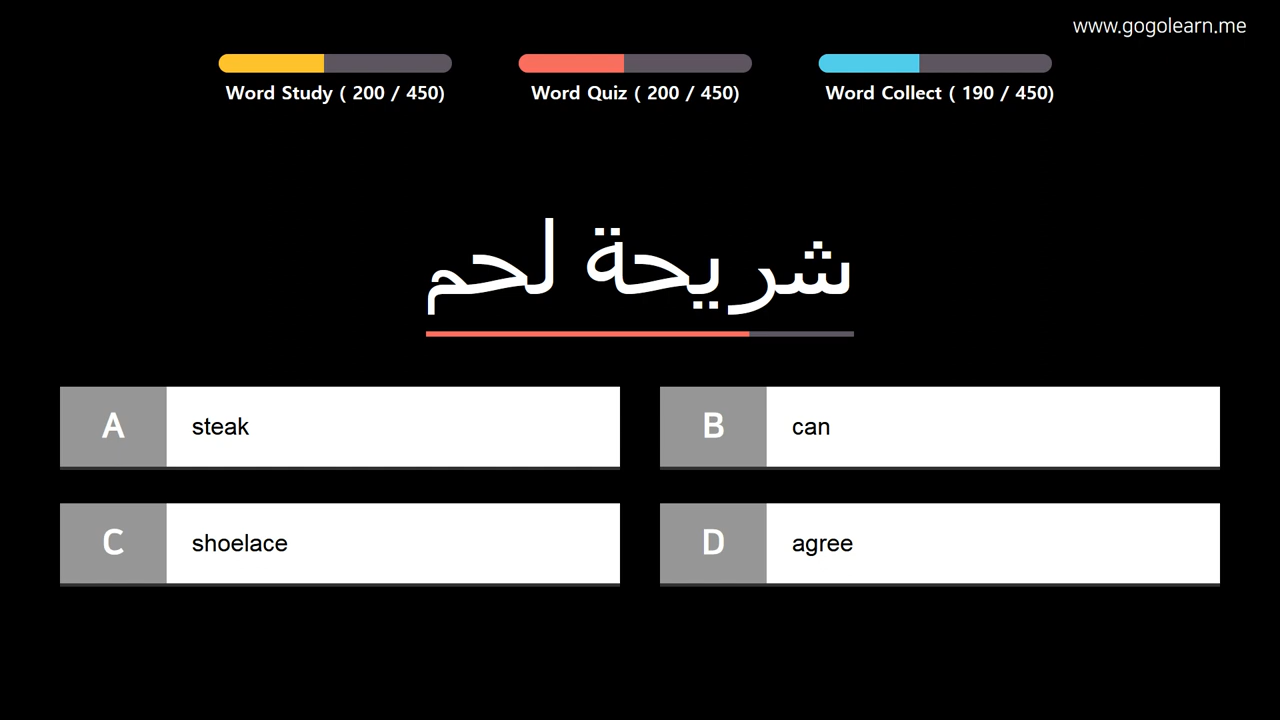 www.gogolearn.me
Word Study ( 200 / 450)
Word Quiz ( 200 / 450)
Word Collect ( 190 / 450)
شريحة لحم
A steak
B can
C shoelace
D agree